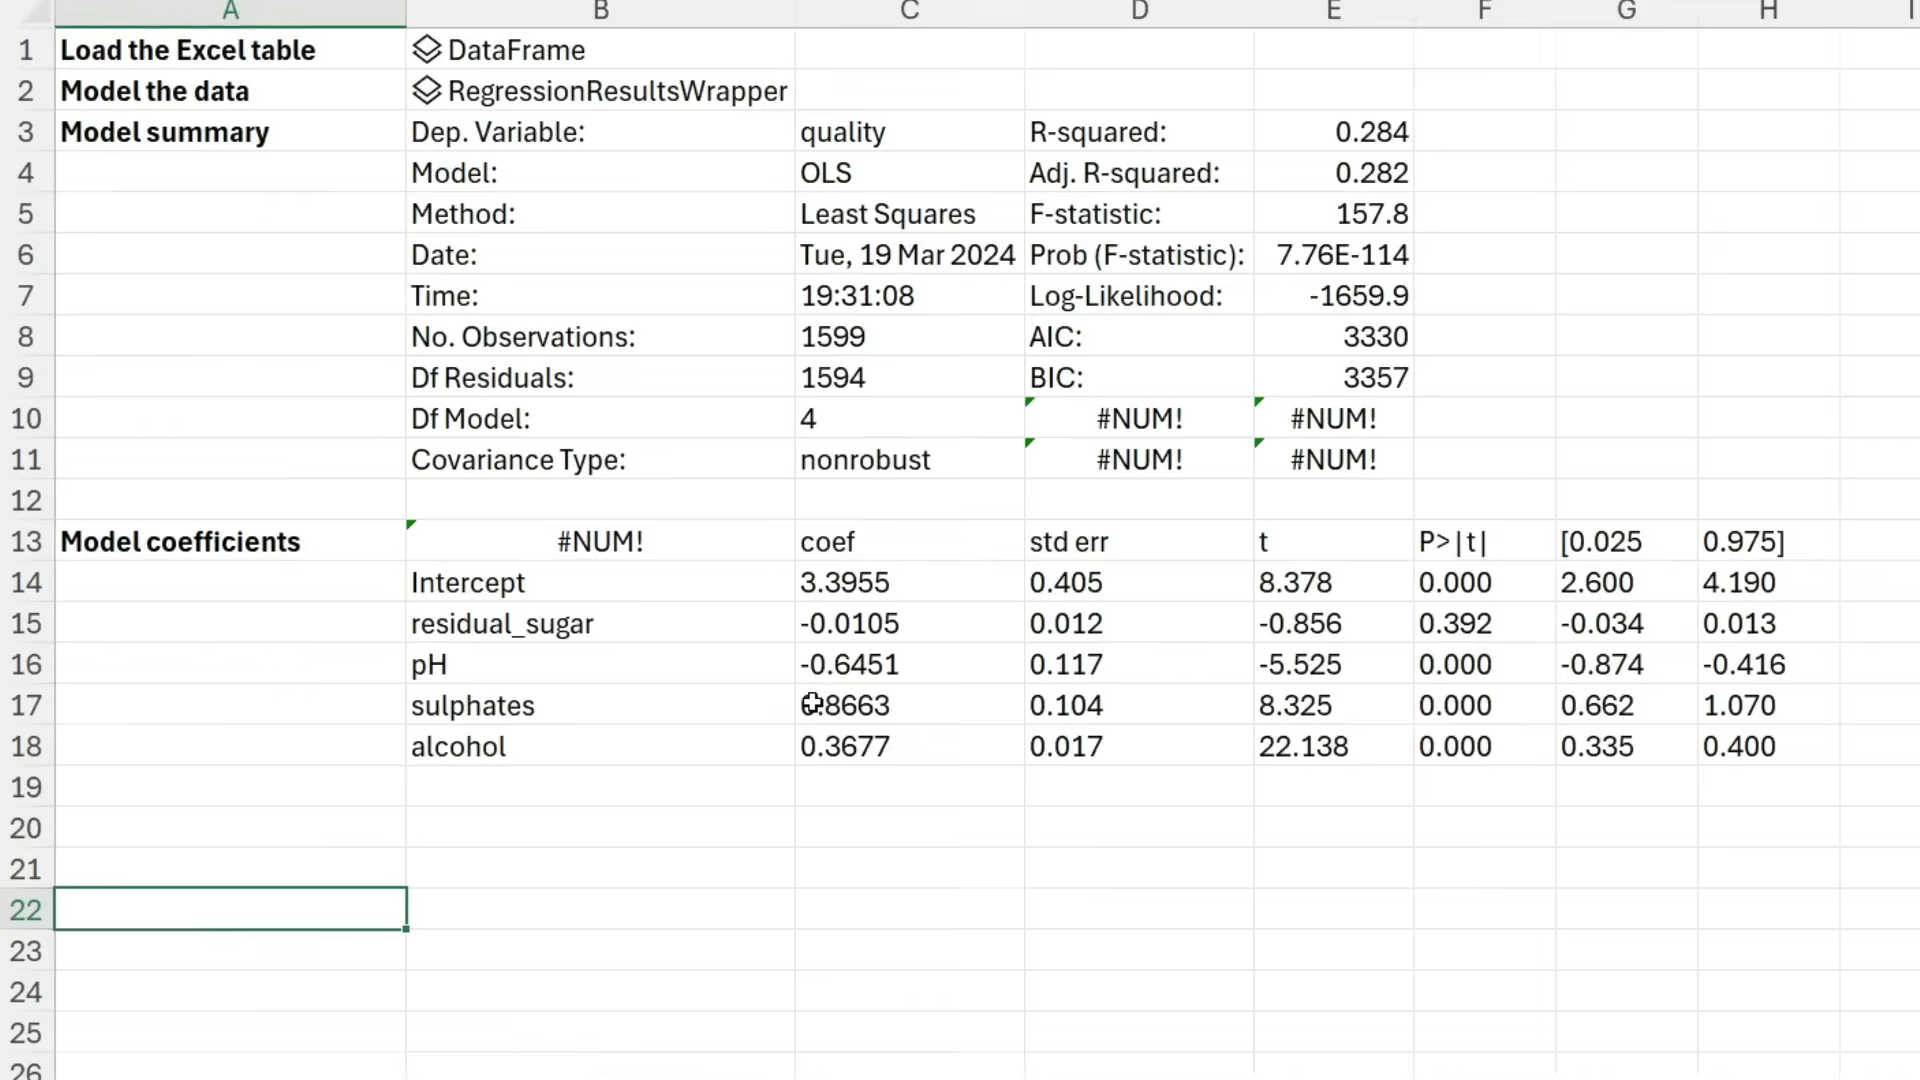 A B C D E F G H
1 Load the Excel table DataFrame
2 Model the data RegressionResultsWrapper
3 Model summary Dep. Variable: quality R-squared: 0.284
4 Model: OLS Adj. R-squared: 0.282
5 Method: Least Squares F-statistic: 157.8
6 Date: Tue, 19 Mar 2024 Prob (F-statistic): 7.76E-114
7 Time: 19:31:08 Log-Likelihood: -1659.9
8 No. Observations: 1599 AIC: 3330
9 Df Residuals: 1594 BIC: 3357
10 Df Model: 4 #NUM! #NUM!
11 Covariance Type: nonrobust #NUM! #NUM!
12
13 Model coefficients #NUM! coef std err t P>|t| [0.025 0.975]
14 Intercept 3.3955 0.405 8.378 0.000 2.600 4.190
15 residual_sugar -0.0105 0.012 -0.856 0.392 -0.034 0.013
16 pH -0.6451 0.117 -5.525 0.000 -0.874 -0.416
17 sulphates 0.8663 0.104 8.325 0.000 0.662 1.070
18 alcohol 0.3677 0.017 22.138 0.000 0.335 0.400
19
20
21
22
23
24
25
26